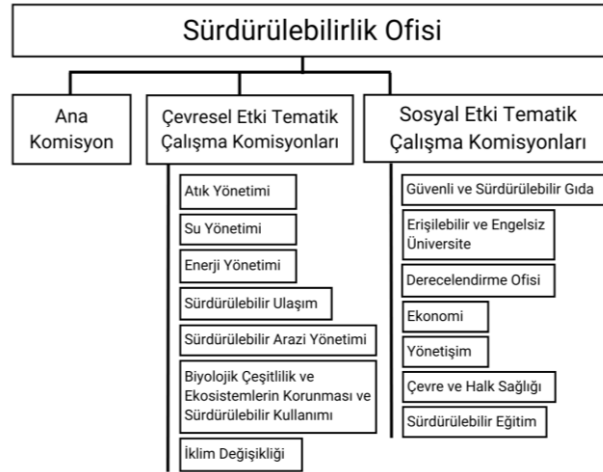 Sürdürülebilirlik Ofisi
Ana
Komisyon
Çevresel Etki Tematik
Çalışma Komisyonları
Sosyal Etki Tematik
Çalışma Komisyonları
Atık Yönetimi
Su Yönetimi
Enerji Yönetimi
Sürdürülebilir Ulaşım
Sürdürülebilir Arazi Yönetimi
Biyolojik Çeşitlilik ve
Ekosistemlerin Korunması ve
Sürdürülebilir Kullanımı
İklim Değişikliği
Güvenli ve Sürdürülebilir Gıda
Erişilebilir ve Engelsiz
Üniversite
Derecelendirme Ofisi
Ekonomi
Yönetişim
Çevre ve Halk Sağlığı
Sürdürülebilir Eğitim